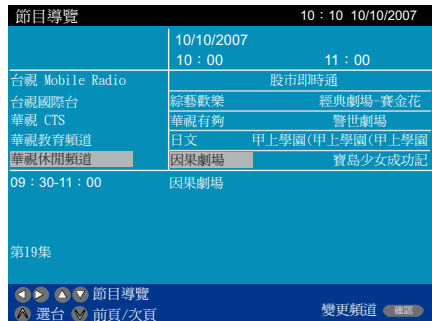 節目導覽 10：10 10/10/2007
10/10/2007
10：00 11：00
台視 Mobile Radio 股市即時通
台視國際台 綜藝歡樂 經典劇場-賽金花
華視 CTS 華視有夠 警世劇場
華視教育頻道 日文 甲上學園(甲上學園(甲上學園
華視休閒頻道 因果劇場 寶島少女成功記
09：30-11：00 因果劇場
第19集
節目導覽
選台 前頁/次頁 變更頻道 確認